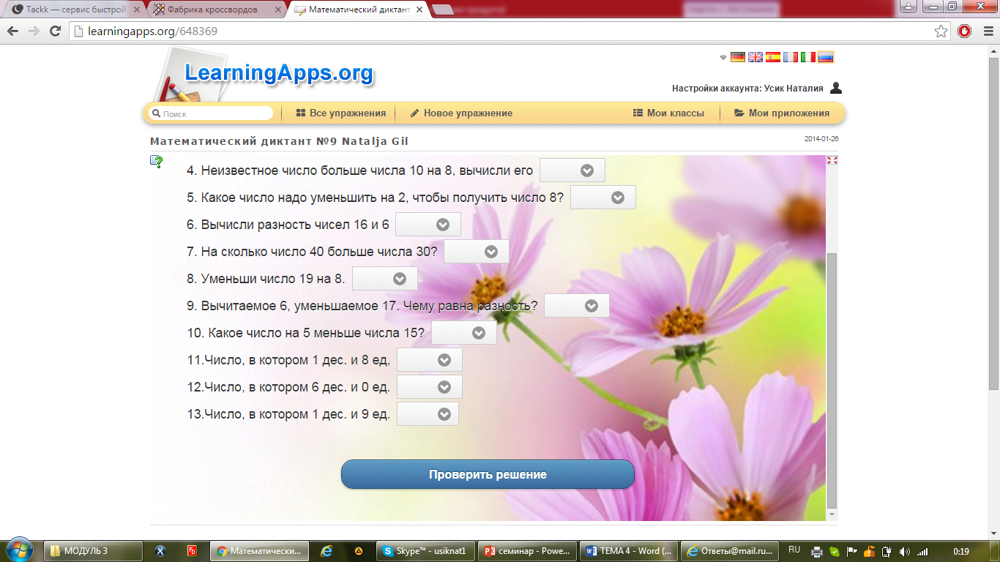 Tackk — сервис быстрой
Фабрика кроссвордов
Математический диктант
learningapps.org/648369
LearningApps.org
Настройки аккаунта: Усик Наталия
Поиск
Все упражнения
Новое упражнение
Мои классы
Мои приложения
Математический диктант №9 Natalja Gil
2014-01-26
4. Неизвестное число больше числа 10 на 8, вычисли его
5. Какое число надо уменьшить на 2, чтобы получить число 8?
6. Вычисли разность чисел 16 и 6
7. На сколько число 40 больше числа 30?
8. Уменьши число 19 на 8.
9. Вычитаемое 6, уменьшаемое 17. Чему равна разность?
10. Какое число на 5 меньше числа 15?
11.Число, в котором 1 дес. и 8 ед,
12.Число, в котором 6 дес. и 0 ед.
13.Число, в котором 1 дес. и 9 ед.
Проверить решение
МОДУЛЬ 3
Математически...
Skype™ - usiknat1
семинар - Powe...
ТЕМА 4 - Word (...
Ответы@mail.ru...
RU
0:19